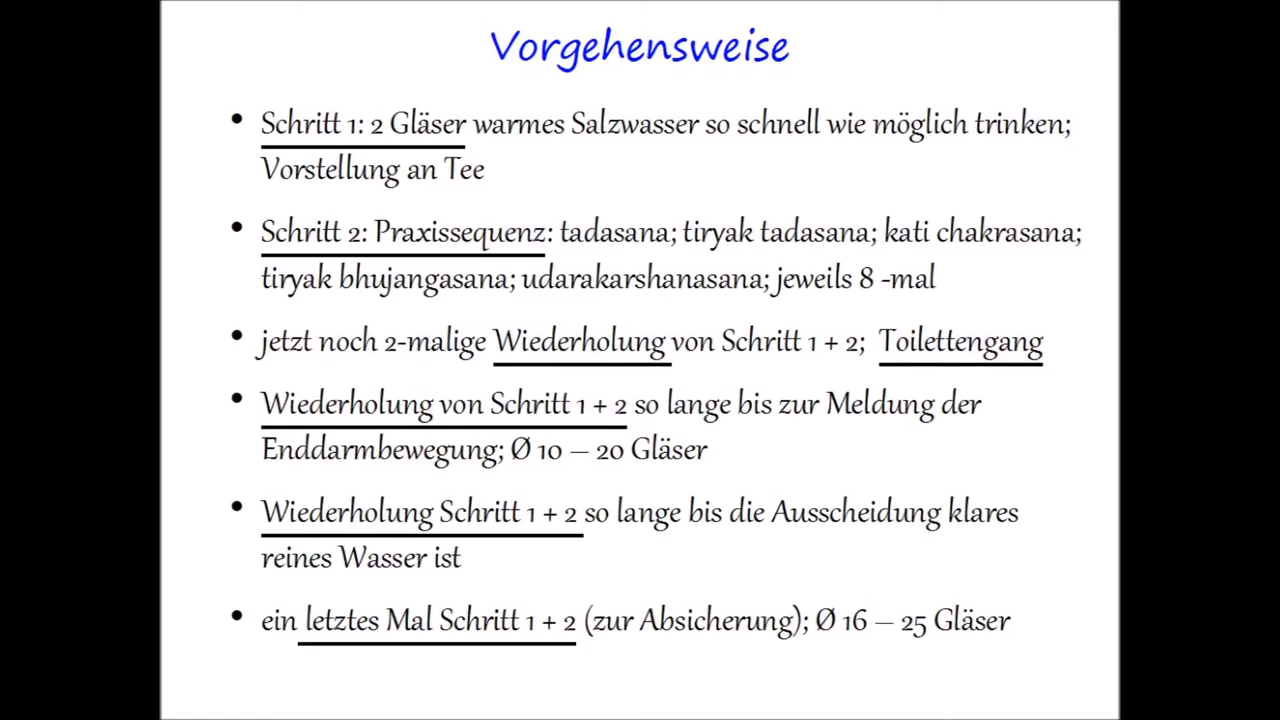 Vorgehensweise
• Schritt 1: 2 Gläser warmes Salzwasser so schnell wie möglich trinken;
Vorstellung an Tee
• Schritt 2: Praxissequenz: tadasana; tiryak tadasana; kati chakrasana;
tiryak bhujangasana; udarakarshanasana; jeweils 8 -mal
• jetzt noch 2-malige Wiederholung von Schritt 1 + 2; Toilettengang
• Wiederholung von Schritt 1 + 2 so lange bis zur Meldung der
Enddarmbewegung; Ø 10 – 20 Gläser
• Wiederholung Schritt 1 + 2 so lange bis die Ausscheidung klares
reines Wasser ist
• ein letztes Mal Schritt 1 + 2 (zur Absicherung); Ø 16 – 25 Gläser